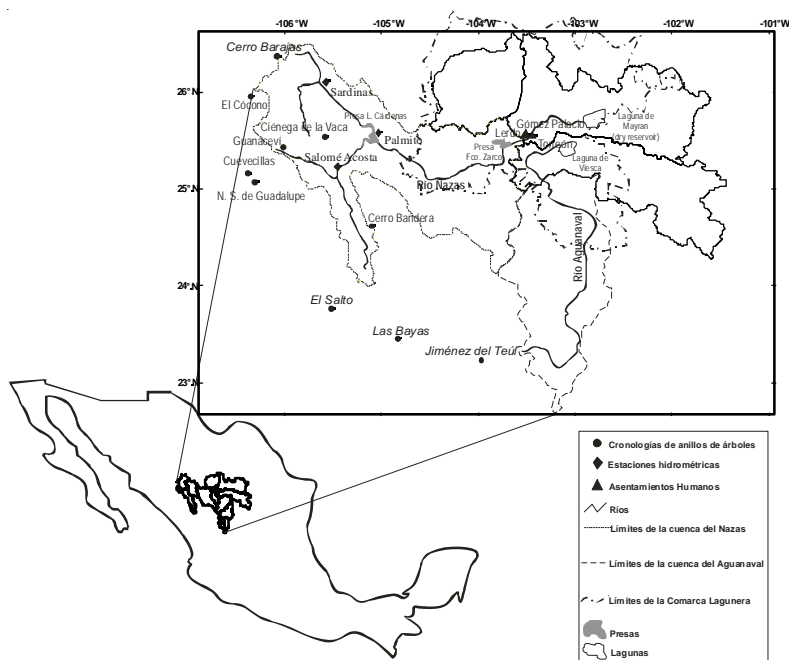 -106°W -105°W -104°W -103°W -102°W -101°W
Cerro Barajas
26°N
Sardinas
El Cócono
Presa L. Cárdenas
Ciénega de la Vaca
Palmito
Guanaceví
Cuevecillas
Salomé Acosta
N. S. de Guadalupe
25°N
Río Nazas
Cerro Bandera
Gómez Palacio
Lerdo
Torreón
Presa
Fco. Zarco
Laguna de
Mayran
(dry reservoir)
Laguna de
Viesca
Río Aguanaval
24°N
El Salto
Las Bayas
Jiménez del Teúl
23°N
Cronologías de anillos de árboles
Estaciones hidrométricas
Asentamientos Humanos
Ríos
Límites de la cuenca del Nazas
Límites de la cuenca del Aguanaval
Límites de la Comarca Lagunera
Presas
Lagunas